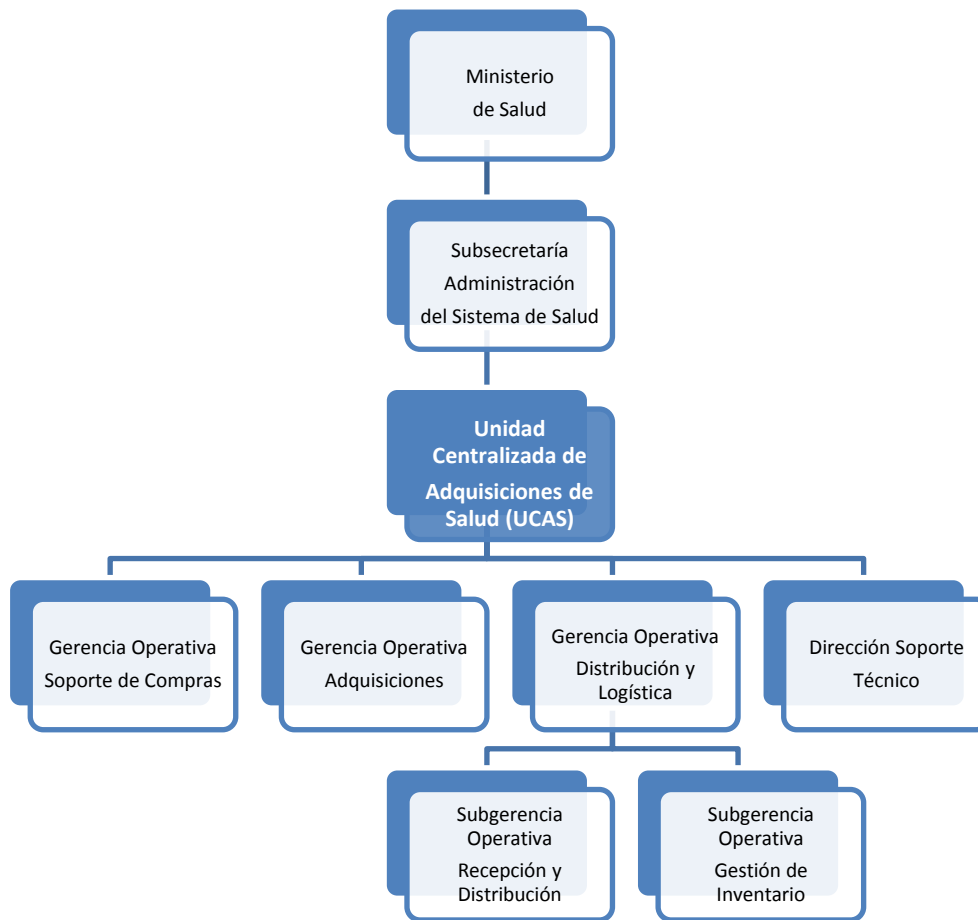 Ministerio
de Salud
Subsecretaría
Administración
del Sistema de Salud
Unidad
Centralizada de
Adquisiciones de
Salud (UCAS)
Gerencia Operativa
Soporte de Compras
Gerencia Operativa
Adquisiciones
Gerencia Operativa
Distribución y
Logística
Dirección Soporte
Técnico
Subgerencia
Operativa
Recepción y
Distribución
Subgerencia
Operativa
Gestión de
Inventario